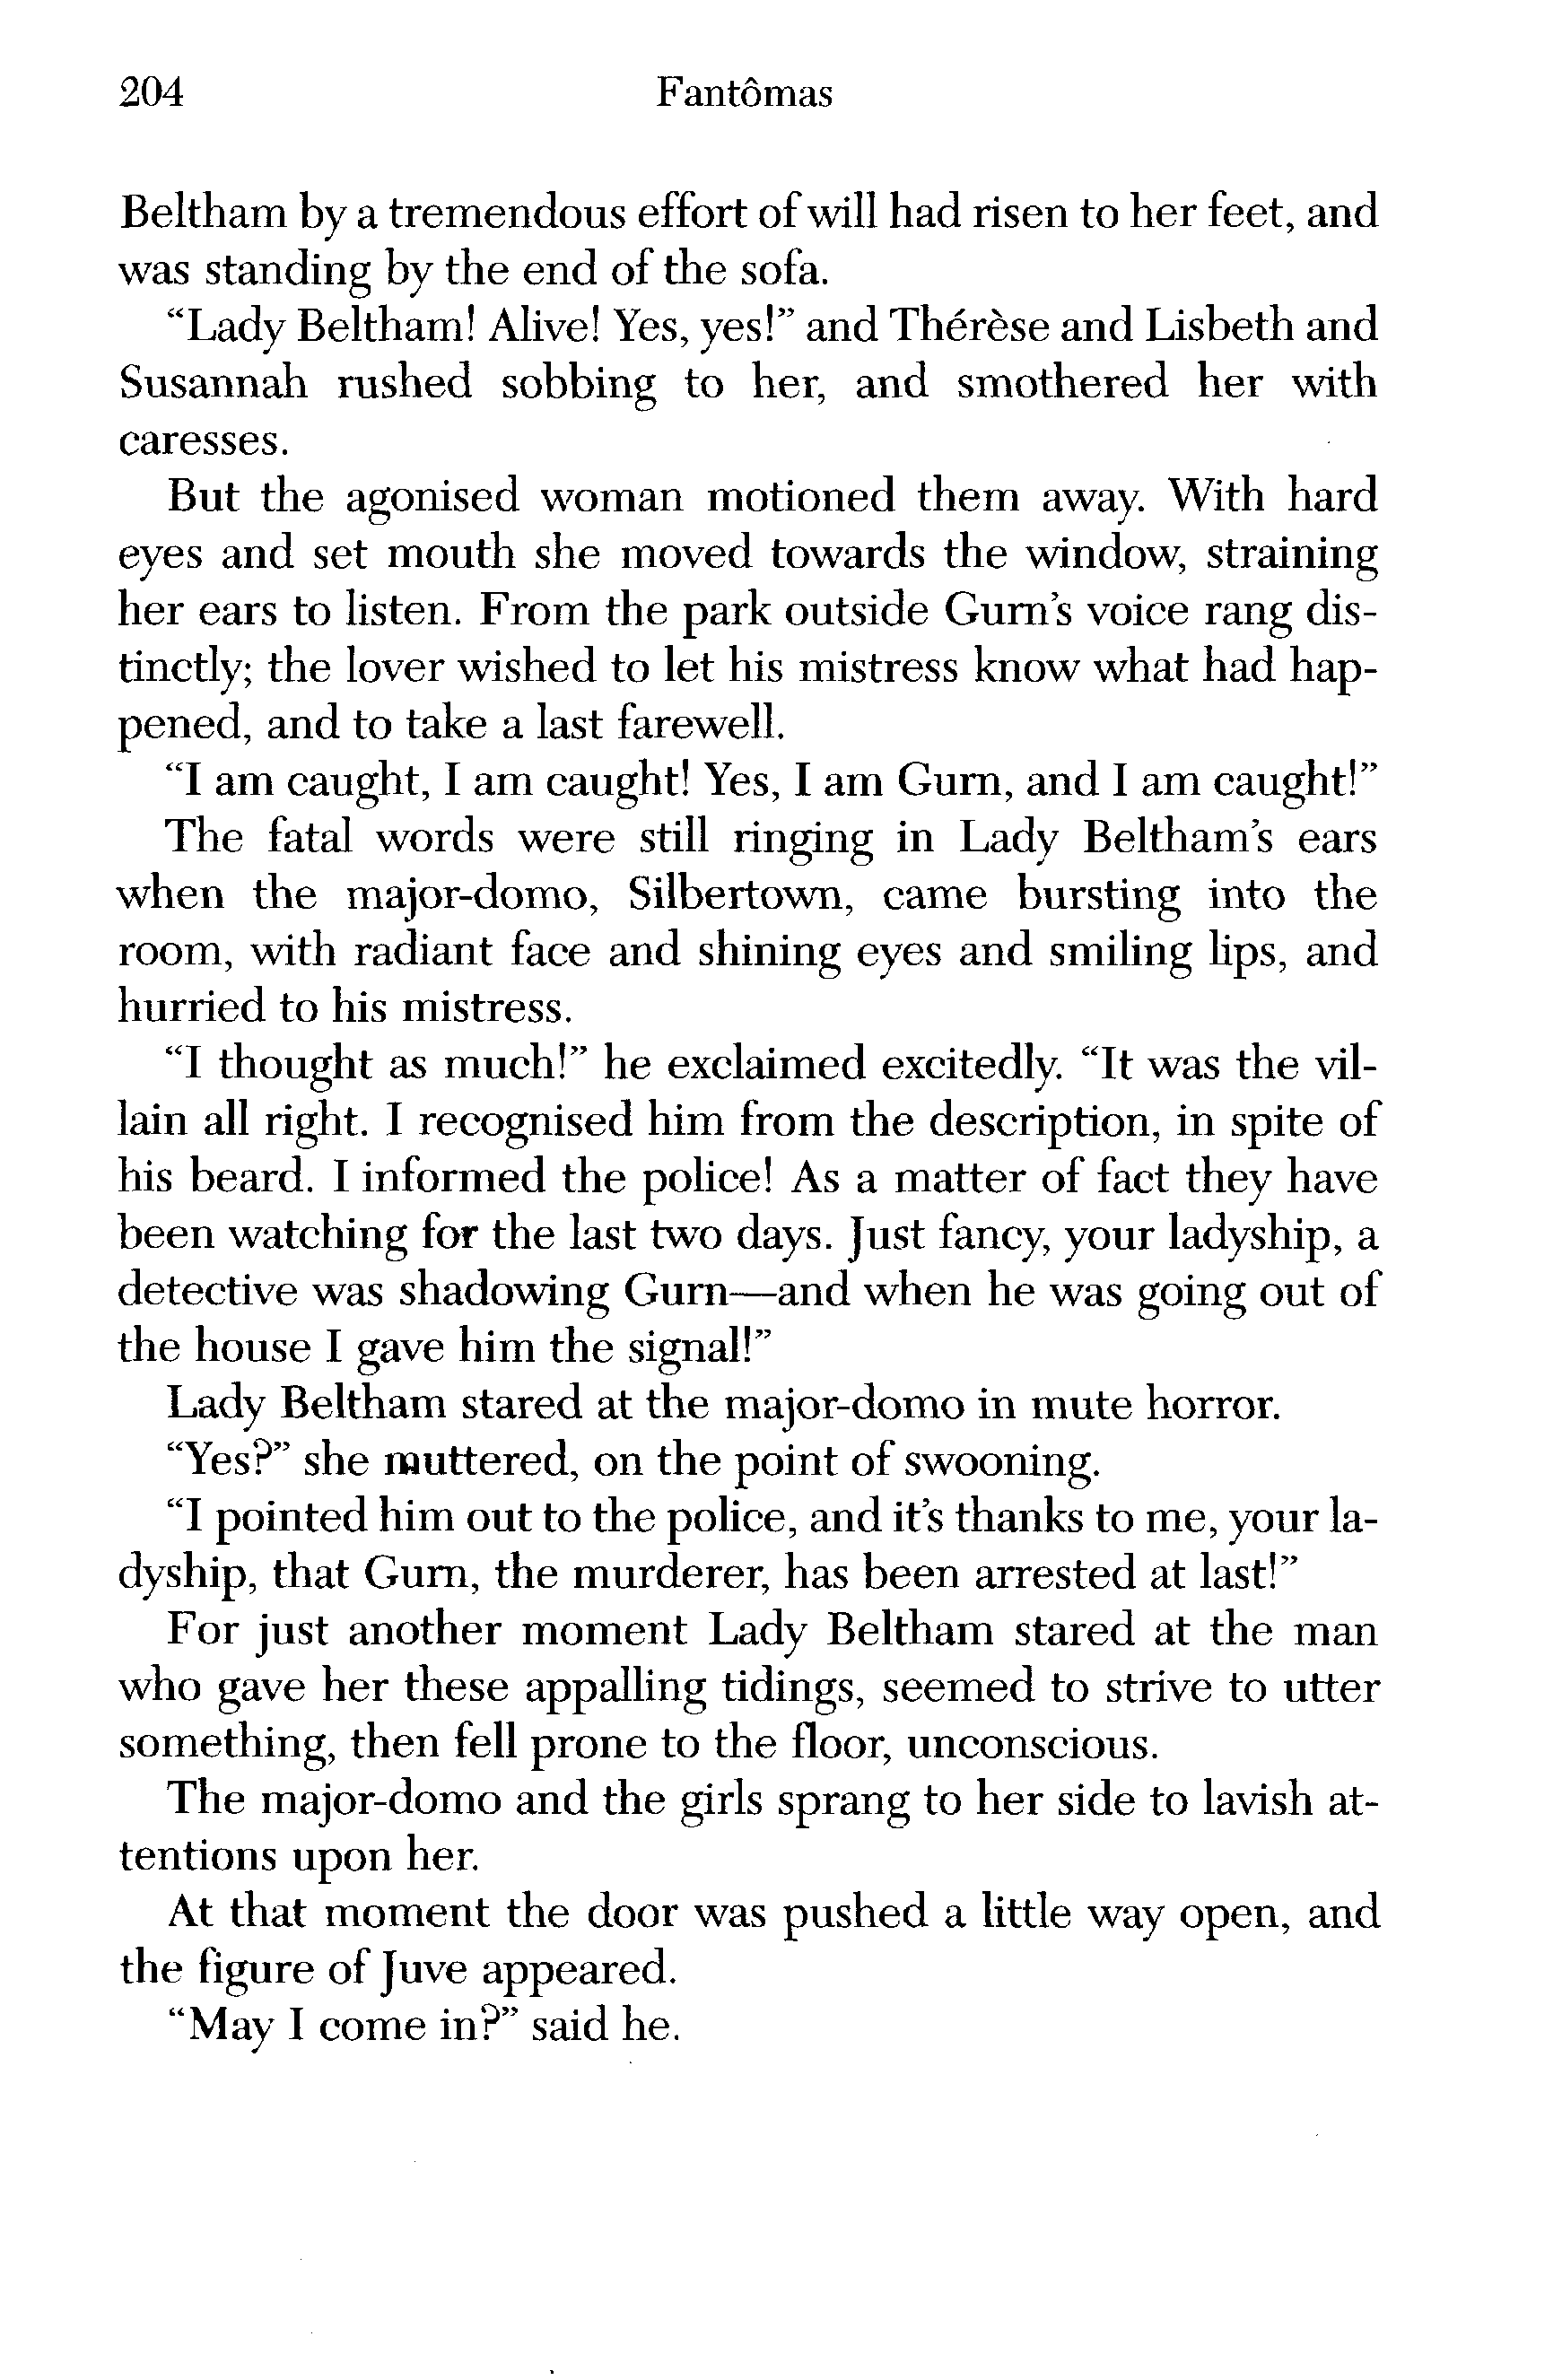 204 Fantômas
Beltham by a tremendous effort of will had risen to her feet, and
was standing by the end of the sofa.
“Lady Beltham! Alive! Yes, yes!” and Thérèse and Lisbeth and
Susannah rushed sobbing to her, and smothered her with
caresses.
But the agonised woman motioned them away. With hard
eyes and set mouth she moved towards the window, straining
her ears to listen. From the park outside Gurn’s voice rang dis-
tinctly; the lover wished to let his mistress know what had hap-
pened, and to take a last farewell.
“I am caught, I am caught! Yes, I am Gurn, and I am caught!”
The fatal words were still ringing in Lady Beltham’s ears
when the major-domo, Silbertown, came bursting into the
room, with radiant face and shining eyes and smiling lips, and
hurried to his mistress.
“I thought as much!” he exclaimed excitedly. “It was the vil-
lain all right. I recognised him from the description, in spite of
his beard. I informed the police! As a matter of fact they have
been watching for the last two days. Just fancy, your ladyship, a
detective was shadowing Gurn—and when he was going out of
the house I gave him the signal!”
Lady Beltham stared at the major-domo in mute horror.
“Yes?” she muttered, on the point of swooning.
“I pointed him out to the police, and it’s thanks to me, your la-
dyship, that Gurn, the murderer, has been arrested at last!”
For just another moment Lady Beltham stared at the man
who gave her these appalling tidings, seemed to strive to utter
something, then fell prone to the floor, unconscious.
The major-domo and the girls sprang to her side to lavish at-
tentions upon her.
At that moment the door was pushed a little way open, and
the figure of Juve appeared.
“May I come in?” said he.